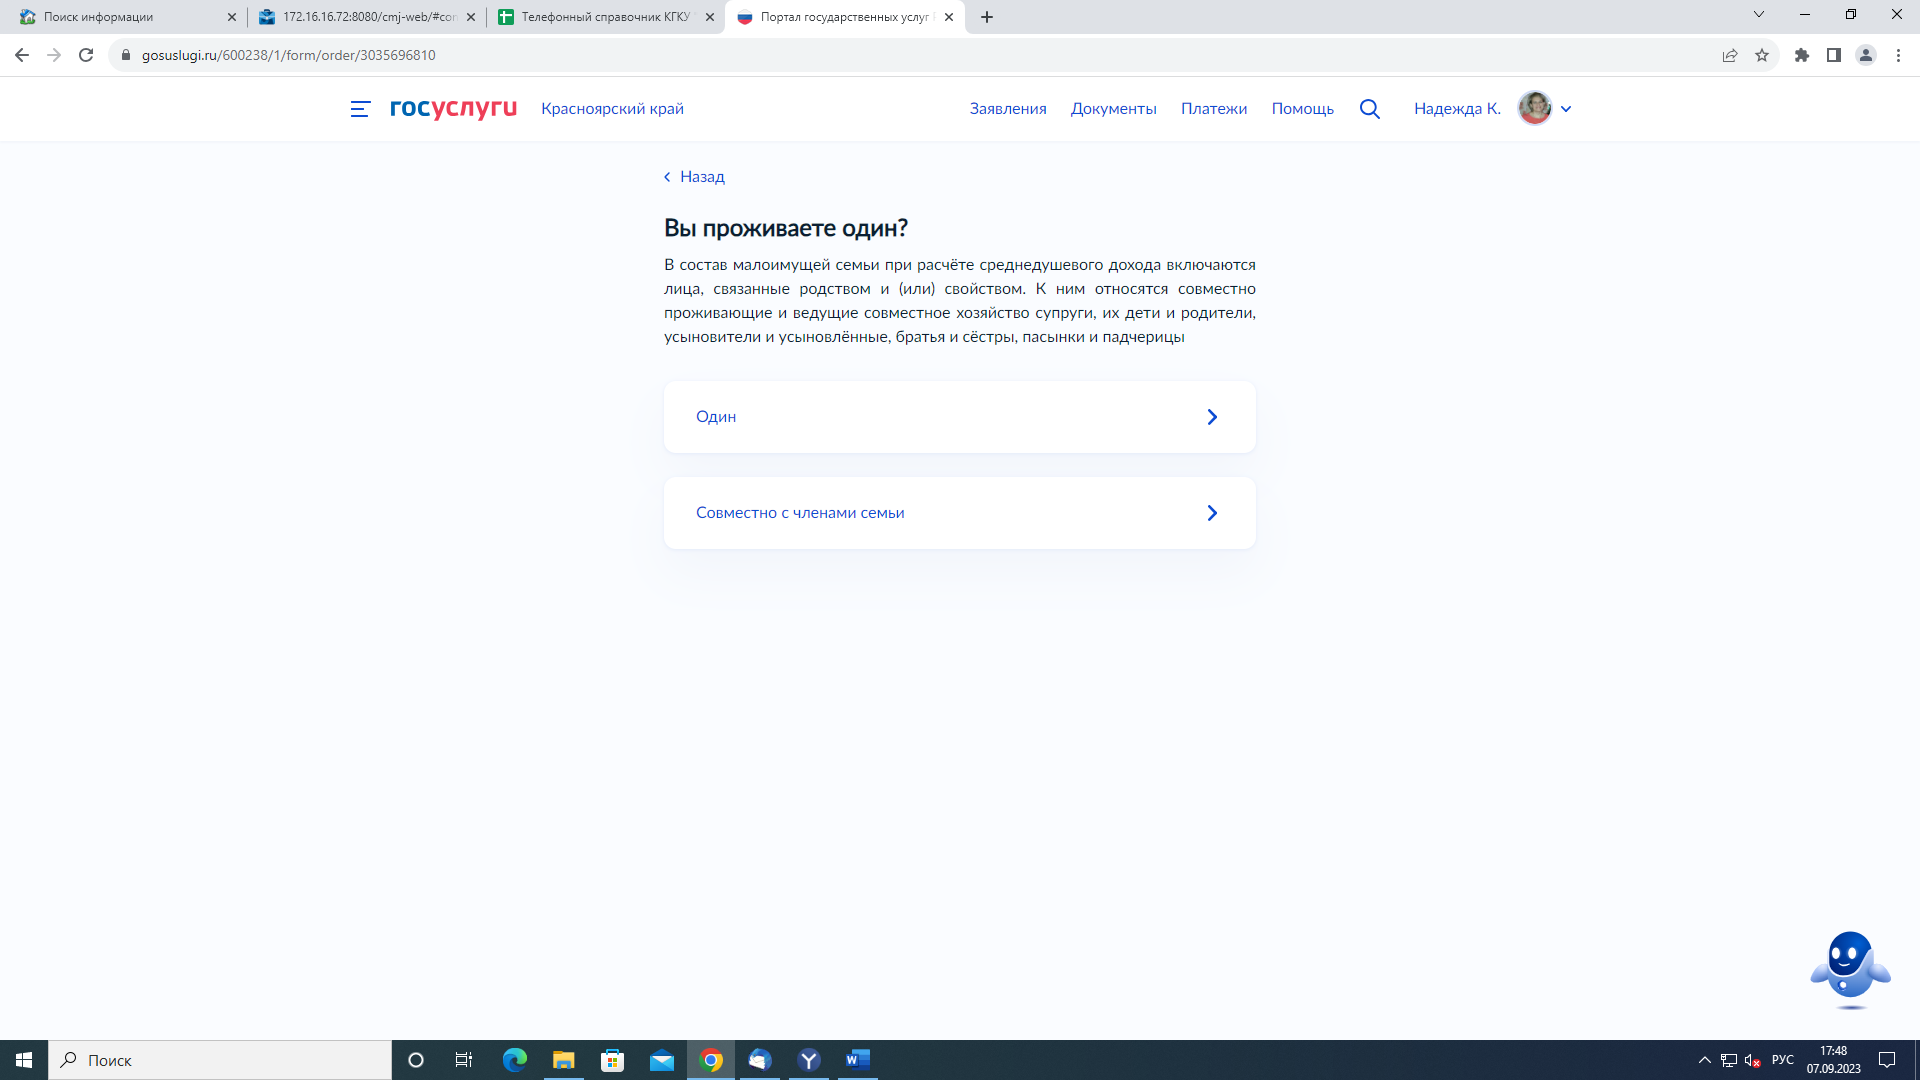 Поиск информации
172.16.16.72:8080/cmj-web/#con
Телефонный справочник КГКУ
Портал государственных услуг
gosuslugi.ru/600238/1/form/order/3035696810
госуслуги Красноярский край Заявления Документы Платежи Помощь Надежда К.
Назад
Вы проживаете один?
В состав малоимущей семьи при расчёте среднедушевого дохода включаются
лица, связанные родством и (или) свойством. К ним относятся совместно
проживающие и ведущие совместное хозяйство супруги, их дети и родители,
усыновители и усыновлённые, братья и сёстры, пасынки и падчерицы
Один
Совместно с членами семьи
Поиск
РУС
17:48
07.09.2023